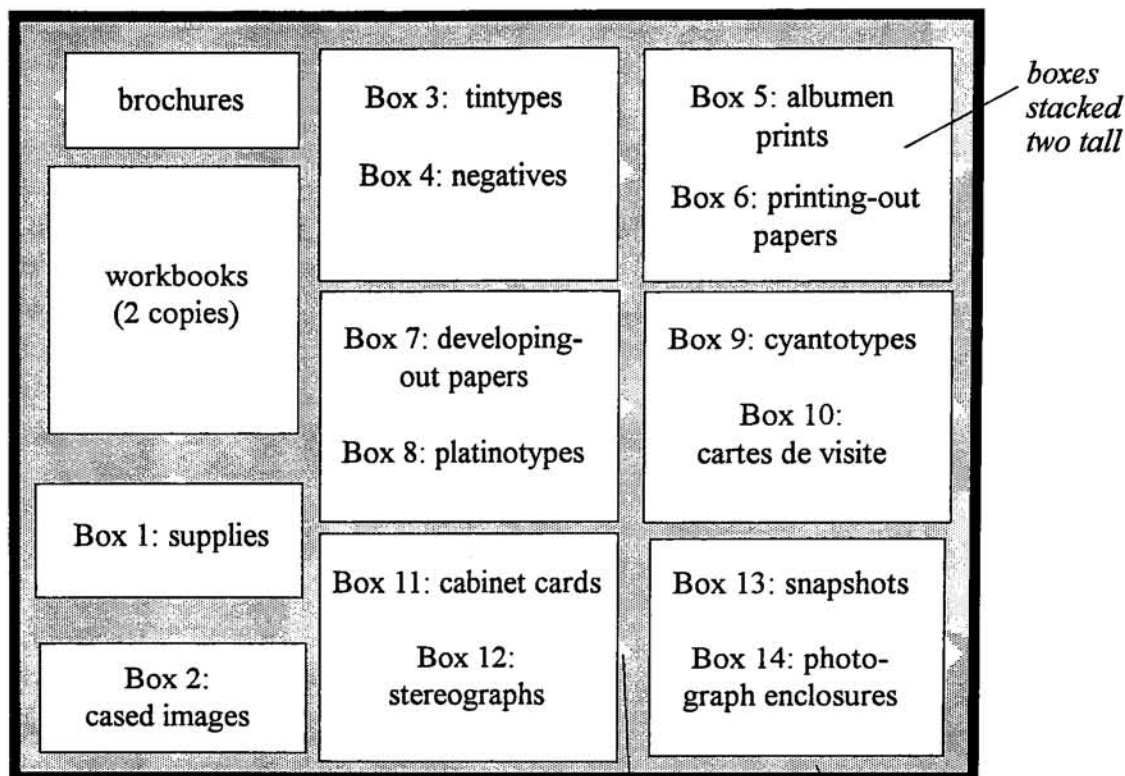 brochures
workbooks
(2 copies)
Box 1: supplies
Box 2:
cased images
Box 3: tintypes
Box 4: negatives
Box 7: developing-
out papers
Box 8: platinotypes
Box 11: cabinet cards
Box 12:
stereographs
Box 5: albumen
prints
Box 6: printing-out
papers
Box 9: cyantotypes
Box 10:
cartes de visite
Box 13: snapshots
Box 14: photo-
graph enclosures
boxes
stacked
two tall